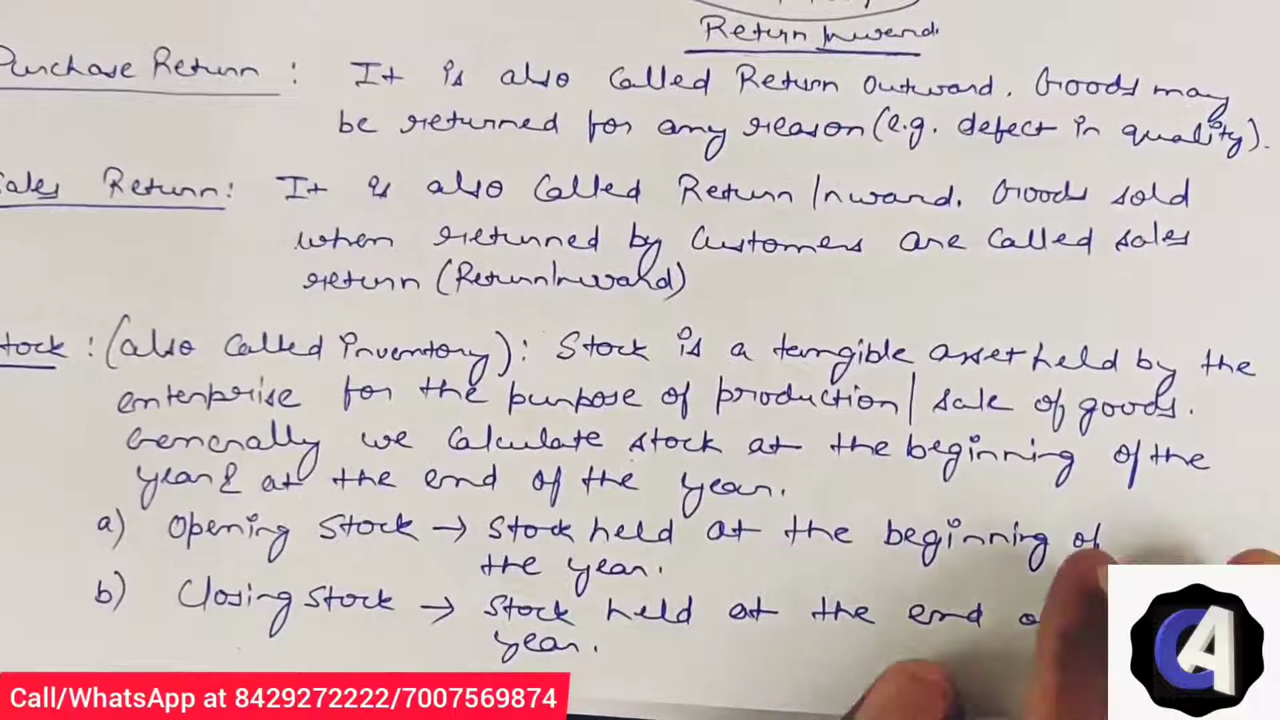 Return Inward.
Purchase Return : It is also Called Return Outward. Goods may
be returned for any reason (e.g. defect in quality).
Sales Return: It is also Called Return Inward. Goods sold
when returned by Customers are called sales
return (Return Inward)
Stock : (also called inventory) : Stock is a tangible asset held by the
enterprise for the purpose of production / sale of goods.
Generally we calculate stock at the beginning of the
year & at the end of the year.
a) Opening Stock → Stock held at the beginning of
the year.
b) Closing Stock → Stock held at the end
year.
Call/WhatsApp at 8429272222/7007569874
CA